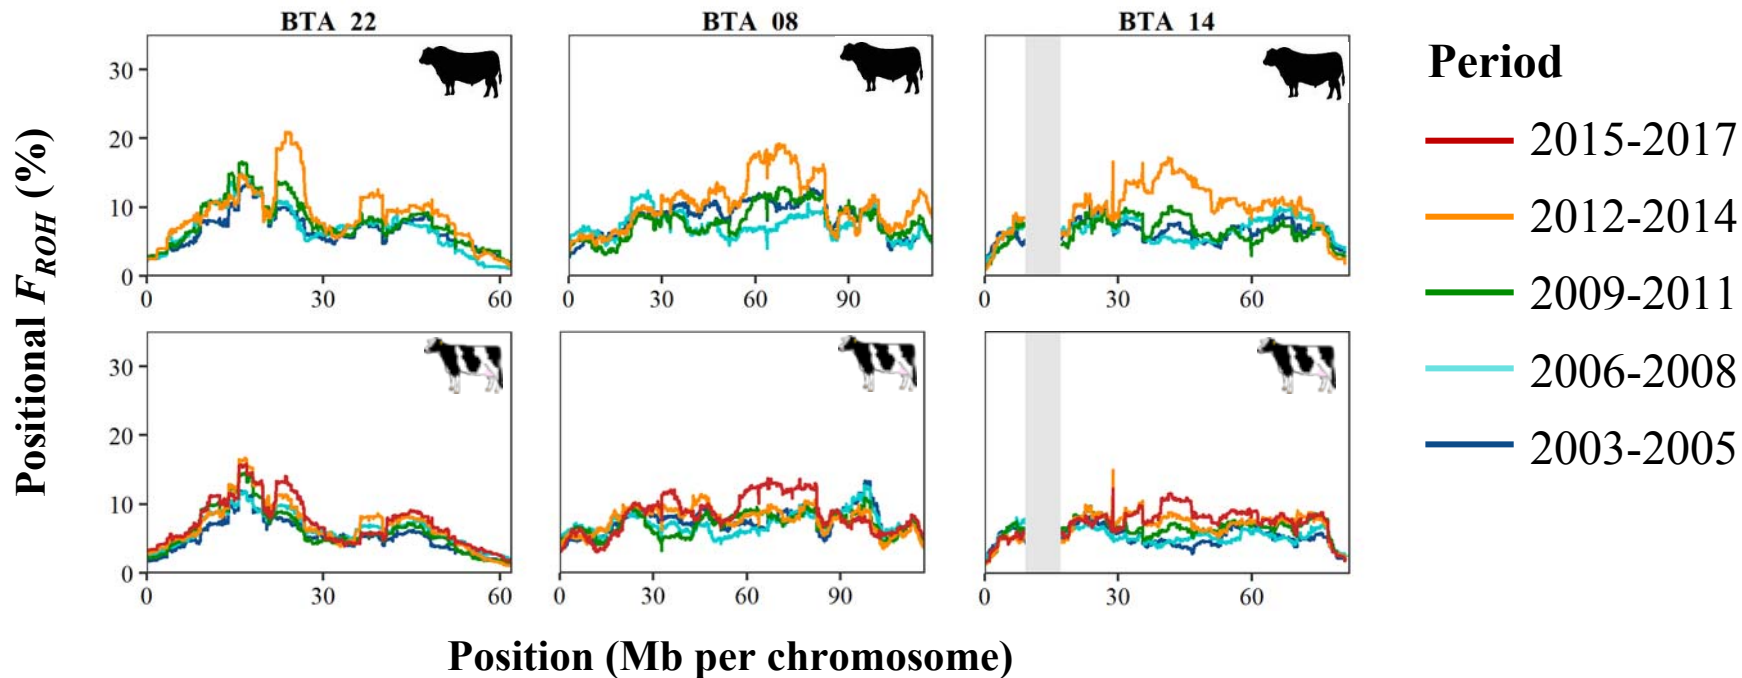 BTA 22
BTA 08
BTA 14
30
20
10
0
0 30 60
0 30 60 90
0 30 60
30
20
10
0
0 30 60
0 30 60 90
0 30 60
Positional F_ROH (%)
Position (Mb per chromosome)
Period
2015-2017
2012-2014
2009-2011
2006-2008
2003-2005